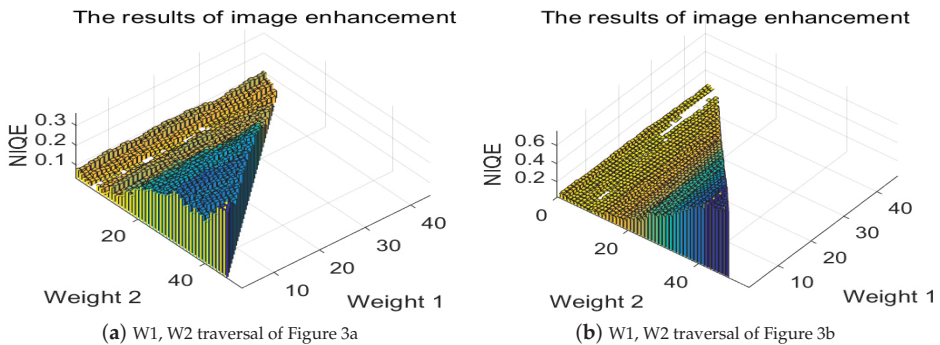 The results of image enhancement
0.3
0.2
0.1
NIQE
20
40
Weight 2
10
20
30
40
Weight 1
(a) W1, W2 traversal of Figure 3a
The results of image enhancement
0.6
0.4
0.2
NIQE
0
20
40
Weight 2
10
20
30
40
Weight 1
(b) W1, W2 traversal of Figure 3b